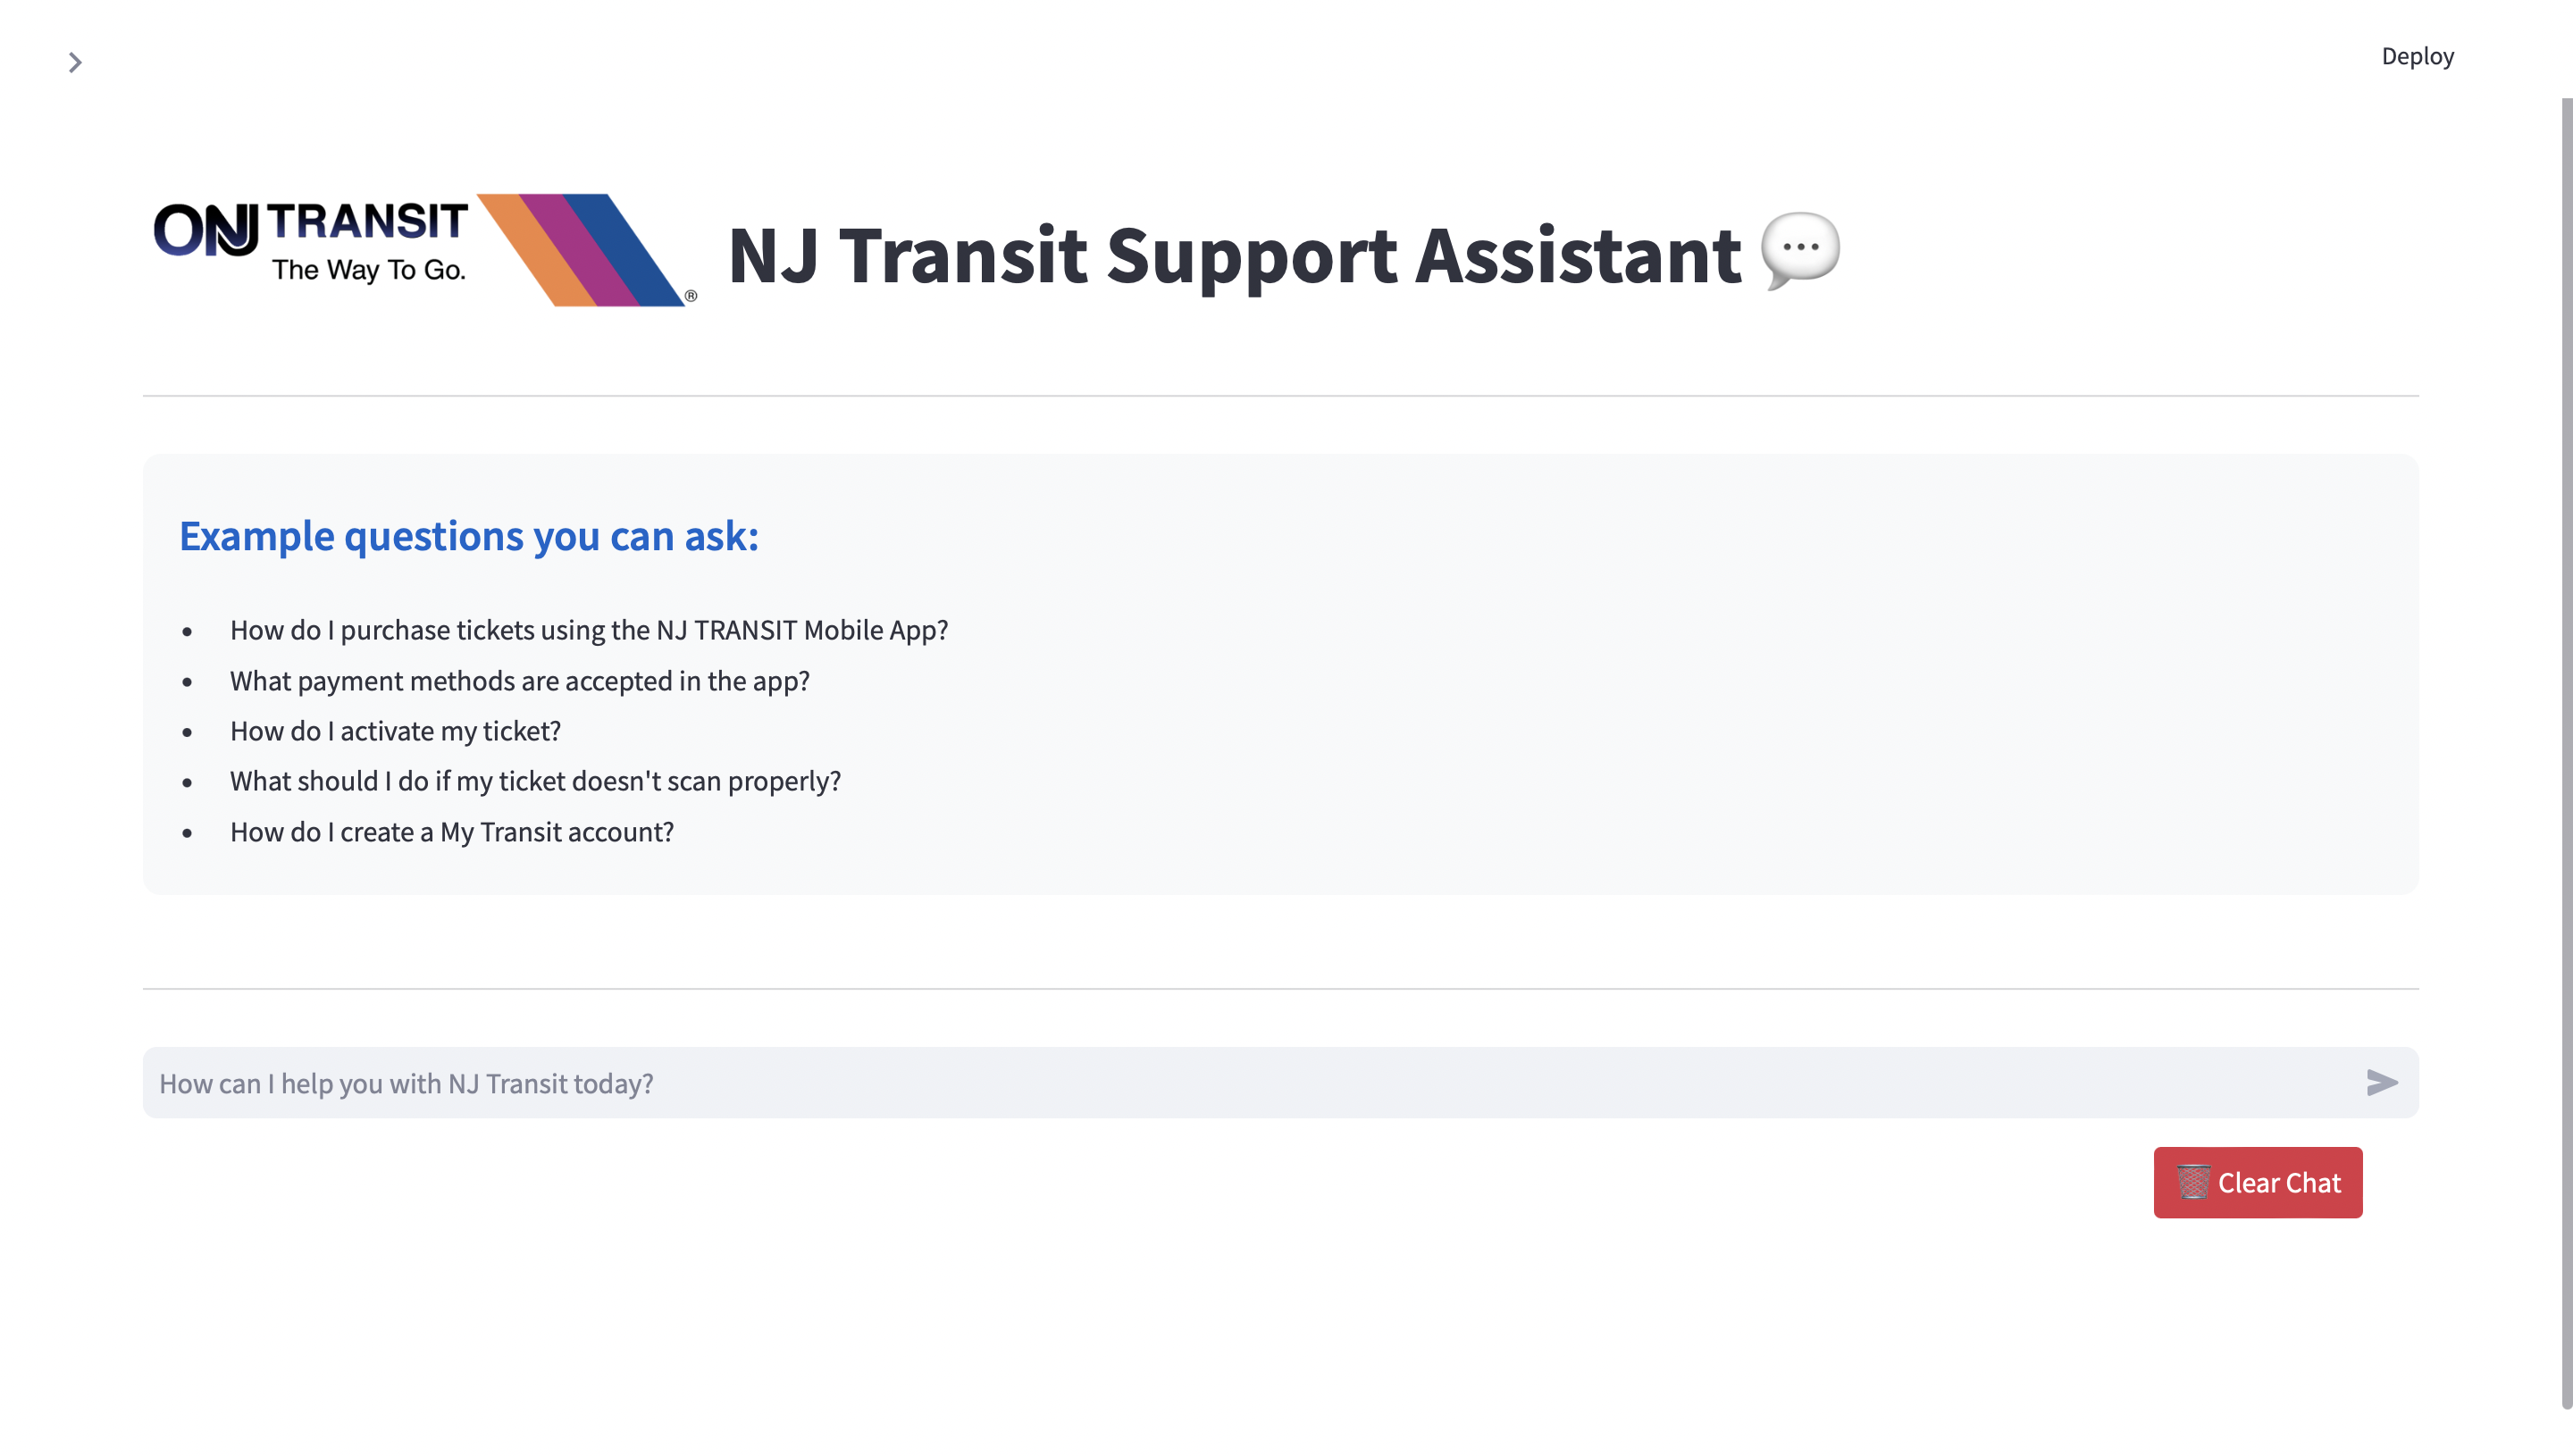 Deploy
NJ TRANSIT
The Way To Go.
®
NJ Transit Support Assistant
Example questions you can ask:
• How do I purchase tickets using the NJ TRANSIT Mobile App?
• What payment methods are accepted in the app?
• How do I activate my ticket?
• What should I do if my ticket doesn't scan properly?
• How do I create a My Transit account?
How can I help you with NJ Transit today?
Clear Chat